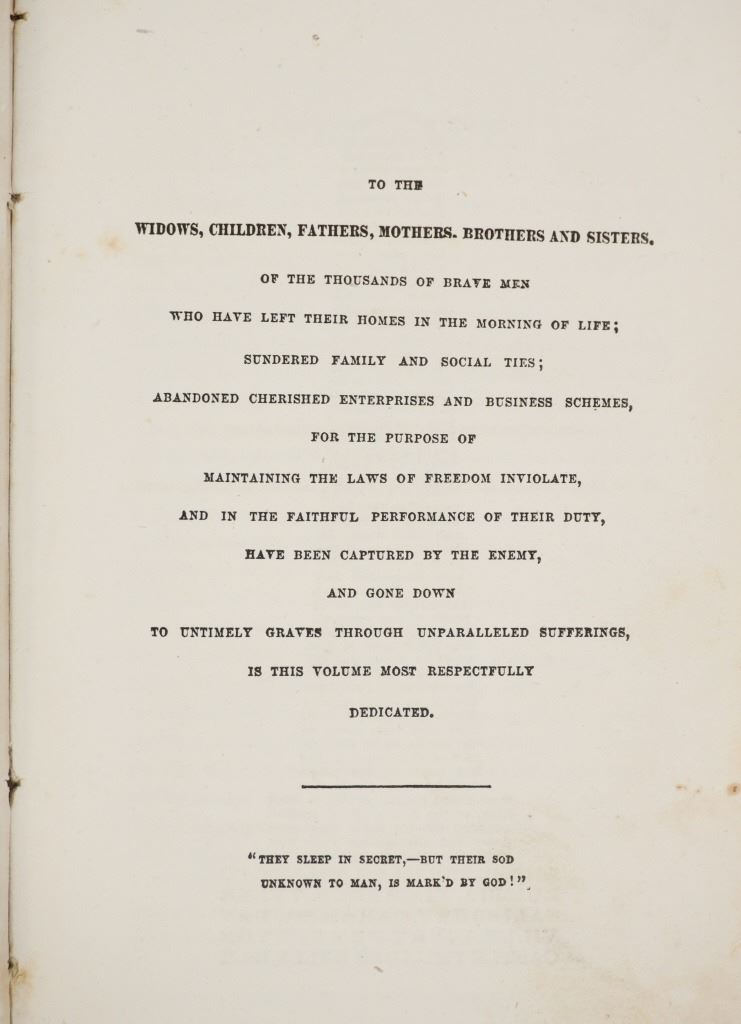 TO THE
WIDOWS, CHILDREN, FATHERS, MOTHERS. BROTHERS AND SISTERS.
OF THE THOUSANDS OF BRAVE MEN
WHO HAVE LEFT THEIR HOMES IN THE MORNING OF LIFE;
SUNDERED FAMILY AND SOCIAL TIES;
ABANDONED CHERISHED ENTERPRISES AND BUSINESS SCHEMES,
FOR THE PURPOSE OF
MAINTAINING THE LAWS OF FREEDOM INVIOLATE,
AND IN THE FAITHFUL PERFORMANCE OF THEIR DUTY,
HAVE BEEN CAPTURED BY THE ENEMY,
AND GONE DOWN
TO UNTIMELY GRAVES THROUGH UNPARALLELED SUFFERINGS,
IS THIS VOLUME MOST RESPECTFULLY
DEDICATED.
"THEY SLEEP IN SECRET,—BUT THEIR SOD
UNKNOWN TO MAN, IS MARK'D BY GOD!"